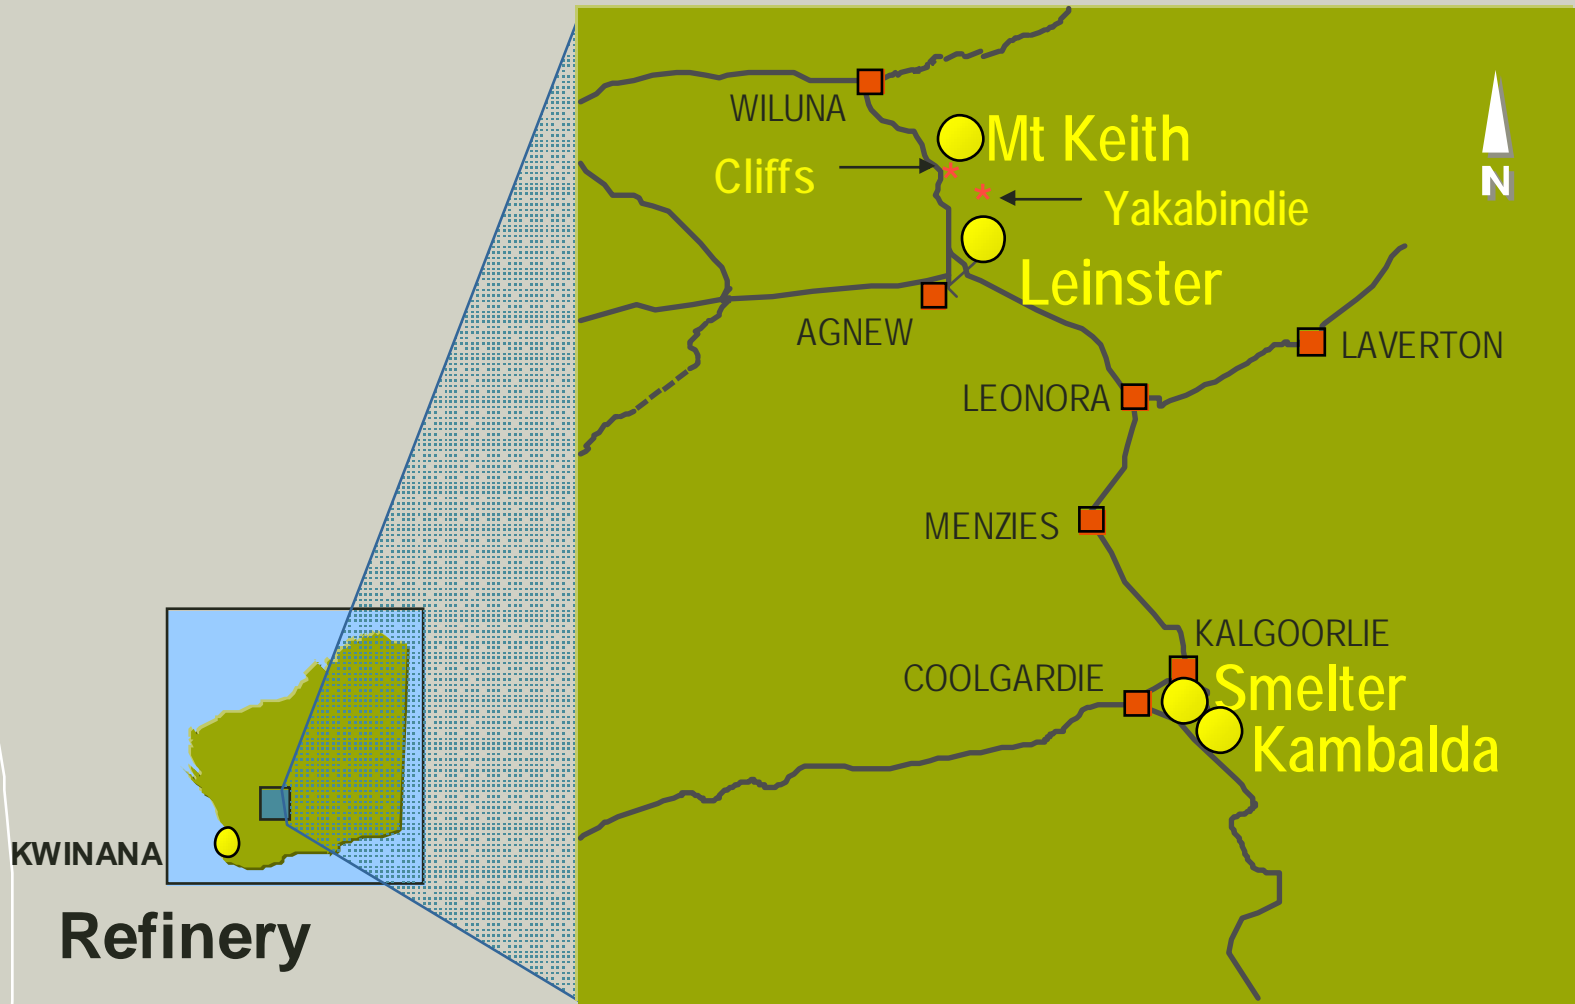 WILUNA
Mt Keith
Cliffs
N
Yakabindie
Leinster
AGNEW
LAVERTON
LEONORA
MENZIES
KALGOORLIE
COOLGARDIE
Smelter
Kambalda
KWINANA
Refinery